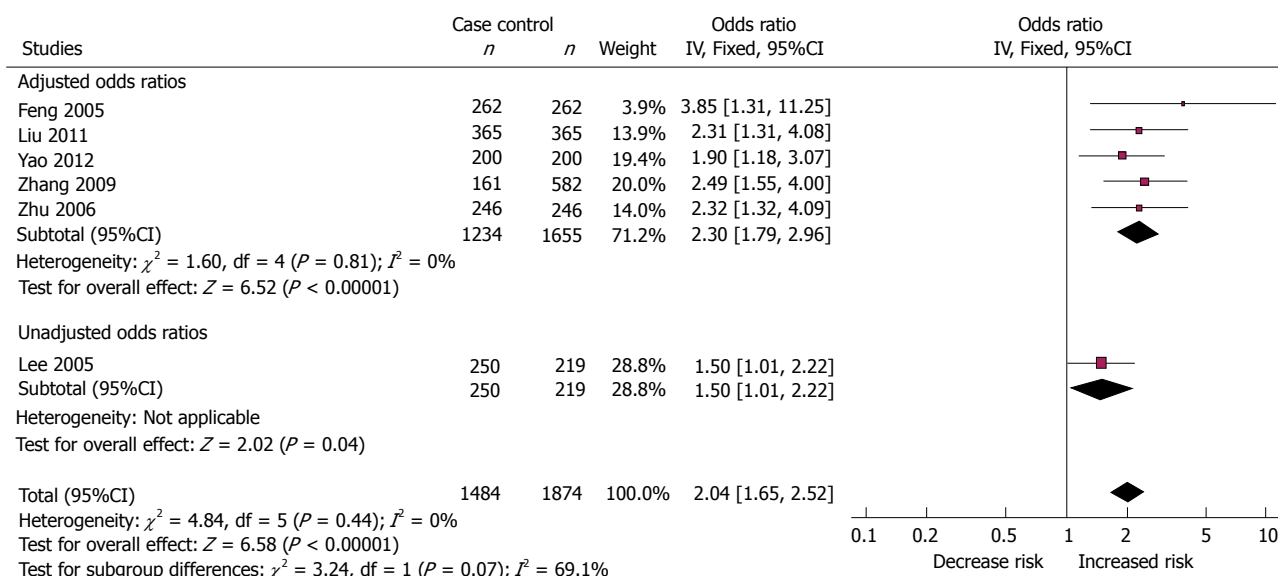 Case control Odds ratio Odds ratio
Studies n n Weight IV, Fixed, 95%CI IV, Fixed, 95%CI
Adjusted odds ratios
Feng 2005 262 262 3.9% 3.85 [1.31, 11.25]
Liu 2011 365 365 13.9% 2.31 [1.31, 4.08]
Yao 2012 200 200 19.4% 1.90 [1.18, 3.07]
Zhang 2009 161 582 20.0% 2.49 [1.55, 4.00]
Zhu 2006 246 246 14.0% 2.32 [1.32, 4.09]
Subtotal (95%CI) 1234 1655 71.2% 2.30 [1.79, 2.96]
Heterogeneity: χ² = 1.60, df = 4 (P = 0.81); I² = 0%
Test for overall effect: Z = 6.52 (P < 0.00001)
Unadjusted odds ratios
Lee 2005 250 219 28.8% 1.50 [1.01, 2.22]
Subtotal (95%CI) 250 219 28.8% 1.50 [1.01, 2.22]
Heterogeneity: Not applicable
Test for overall effect: Z = 2.02 (P = 0.04)
Total (95%CI) 1484 1874 100.0% 2.04 [1.65, 2.52]
Heterogeneity: χ² = 4.84, df = 5 (P = 0.44); I² = 0%
Test for overall effect: Z = 6.58 (P < 0.00001)
Test for subgroup differences: χ² = 3.24, df = 1 (P = 0.07); I² = 69.1%
0.1 0.2 0.5 1 2 5 10
Decrease risk Increased risk